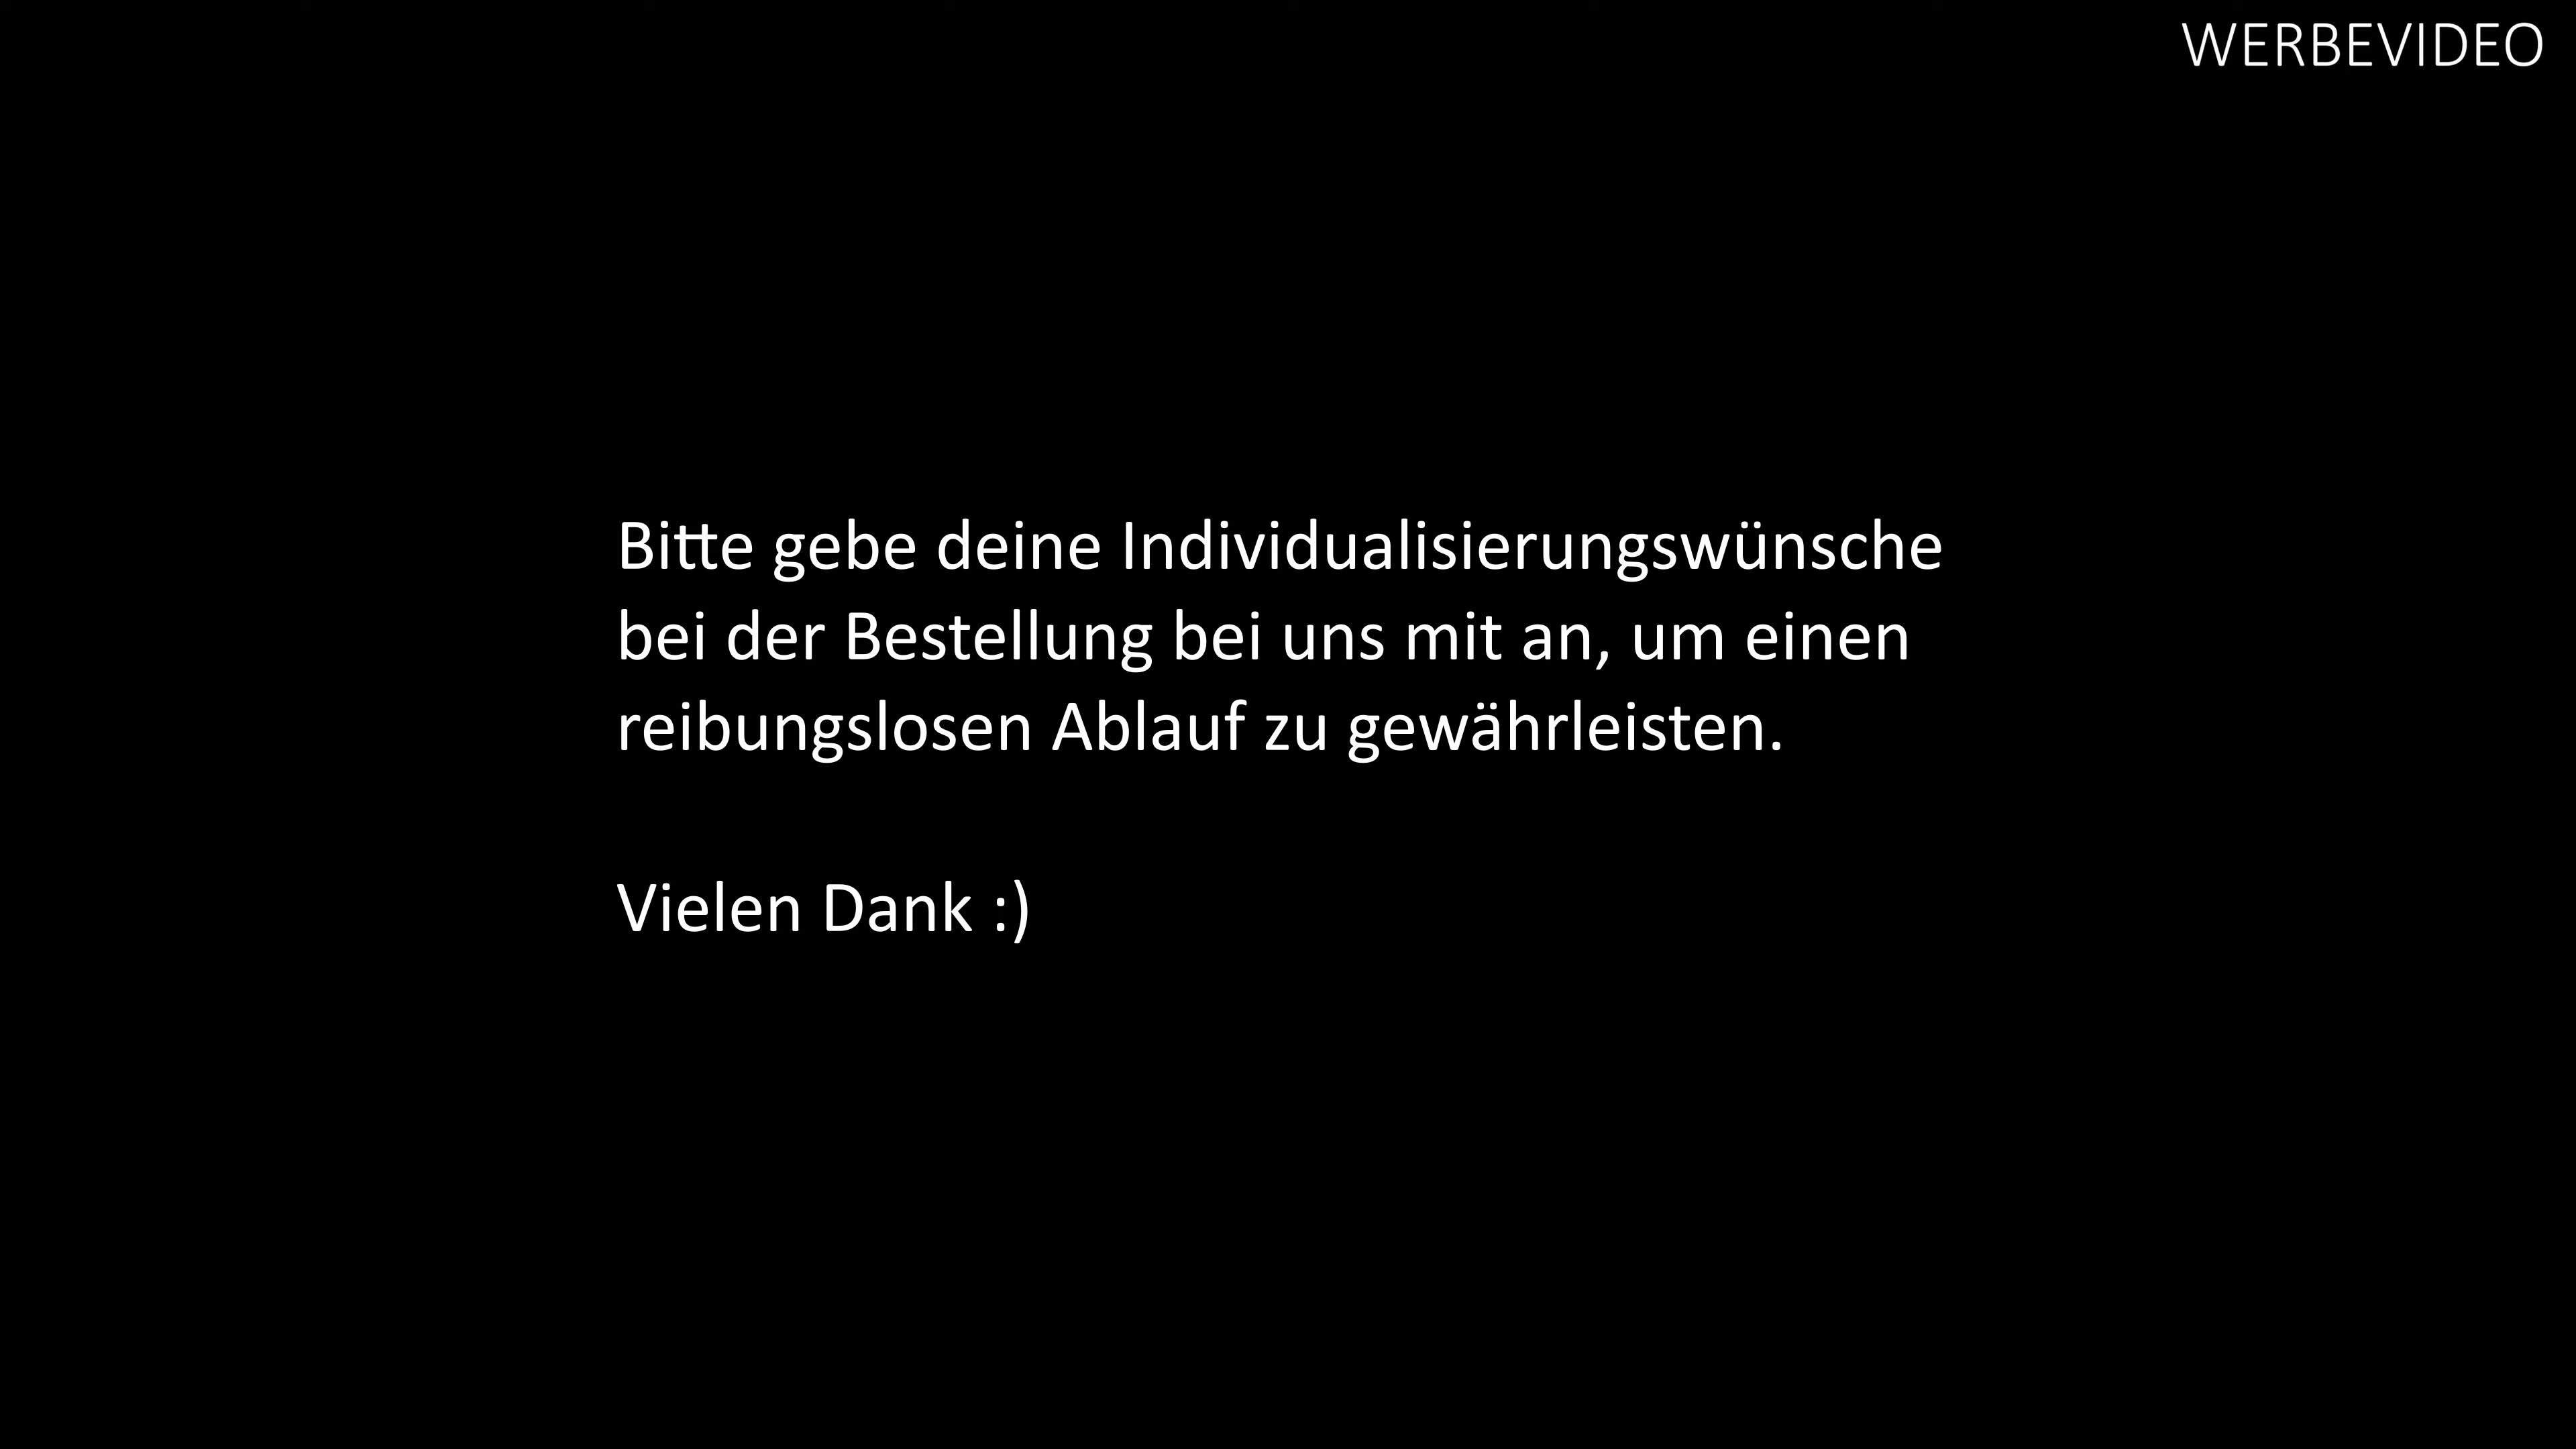 WERBEVIDEO
Bitte gebe deine Individualisierungswünsche
bei der Bestellung bei uns mit an, um einen
reibungslosen Ablauf zu gewährleisten.
Vielen Dank :)